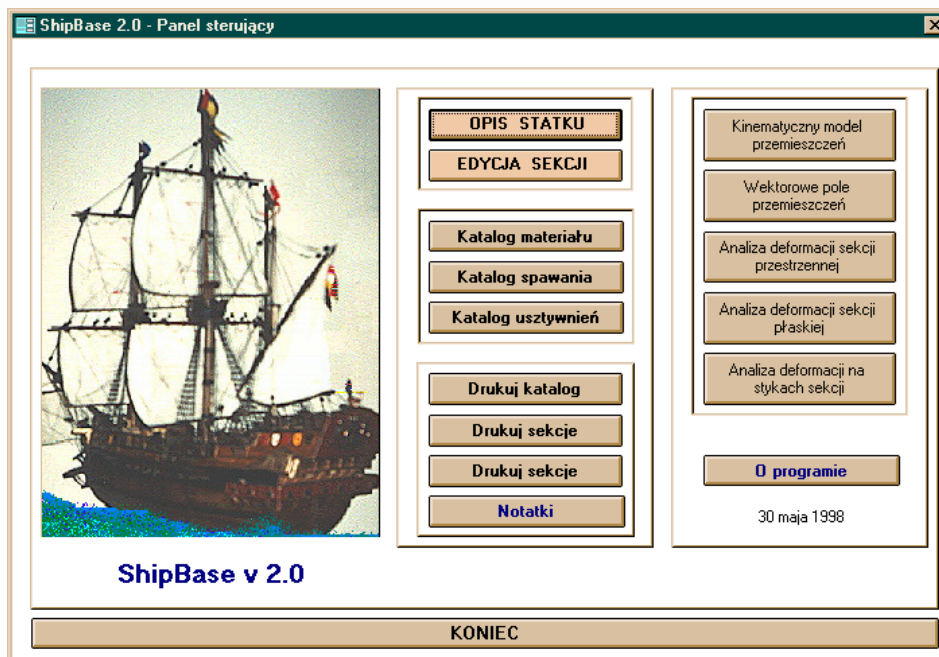 ShipBase 2.0 - Panel sterujący
OPIS STATKU
EDYCJA SEKCJI
Katalog materiału
Katalog spawania
Katalog usztywnień
Drukuj katalog
Drukuj sekcje
Drukuj sekcje
Notatki
Kinematyczny model
przemieszczeń
Wektorowe pole
przemieszczeń
Analiza deformacji sekcji
przestrzennej
Analiza deformacji sekcji
płaskiej
Analiza deformacji na
stykach sekcji
O programie
30 maja 1998
ShipBase v 2.0
KONIEC